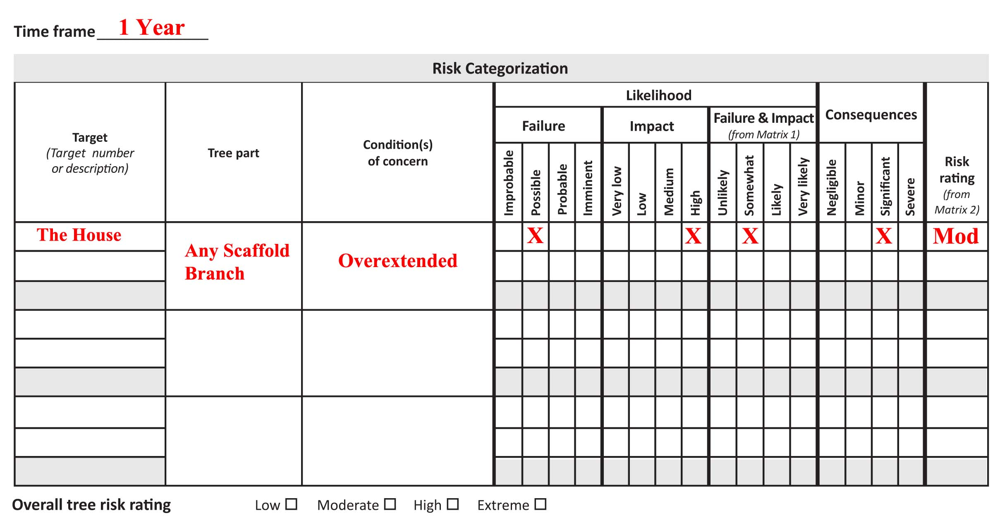 Time frame 1 Year
Risk Categorization
Likelihood
Failure
Impact
Failure & Impact
(from Matrix 1)
Consequences
Target
(Target number
or description)
Tree part
Condition(s)
of concern
Improbable
Possible
Probable
Imminent
Very low
Low
Medium
High
Unlikely
Somewhat
Likely
Very likely
Negligible
Minor
Significant
Severe
Risk
rating
(from
Matrix 2)
The House
Any Scaffold
Branch
Overextended
X X X X Mod
Overall tree risk rating Low □ Moderate □ High □ Extreme □